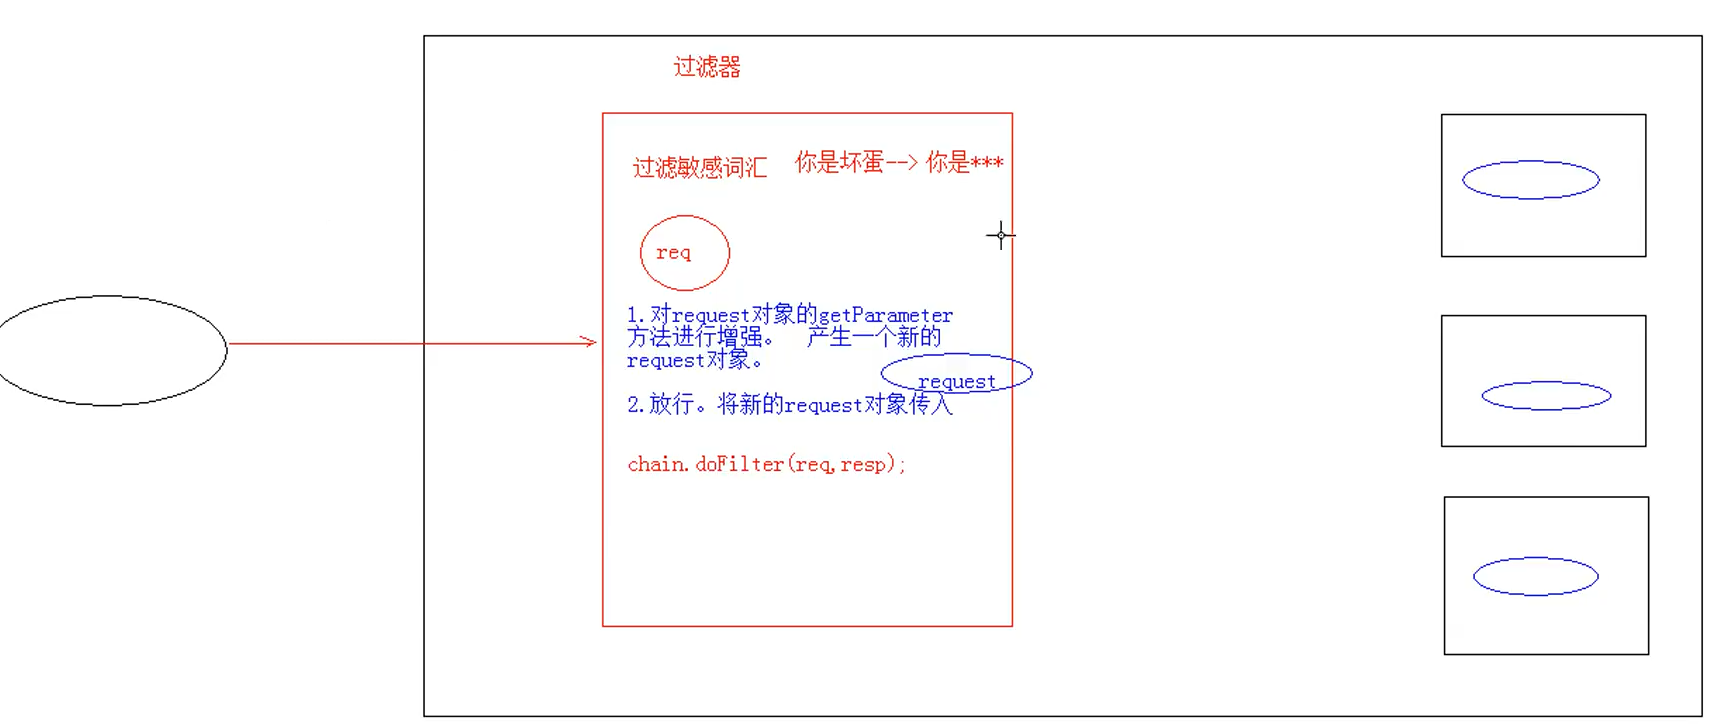 过滤器
过滤敏感词汇 你是坏蛋--> 你是***
req
1.对request对象的getParameter
方法进行增强。 产生一个新的
request对象。
request
2.放行。将新的request对象传入
chain.doFilter(req,resp);